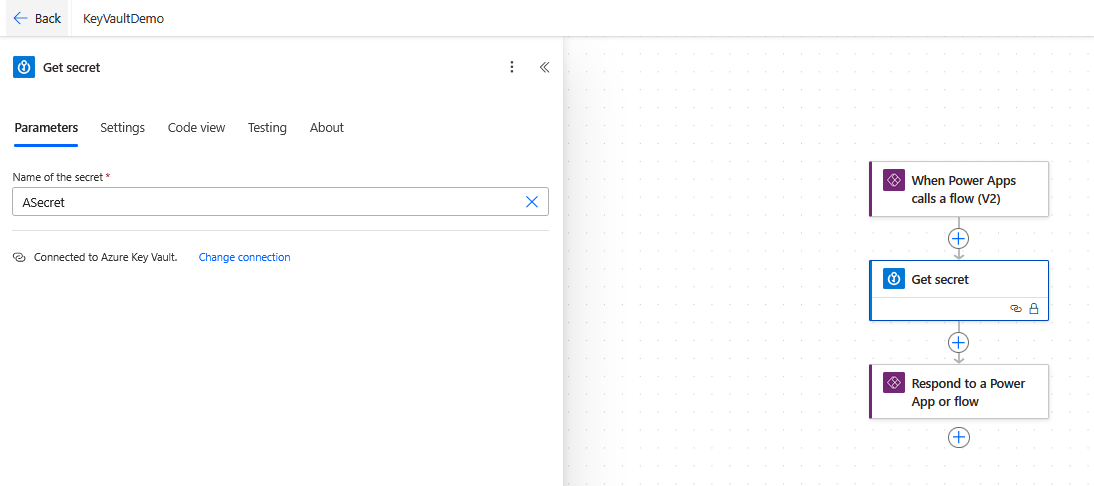 Back
KeyVaultDemo
Get secret
Parameters
Settings
Code view
Testing
About
Name of the secret *
ASecret
Connected to Azure Key Vault.
Change connection
When Power Apps
calls a flow (V2)
Get secret
Respond to a Power
App or flow